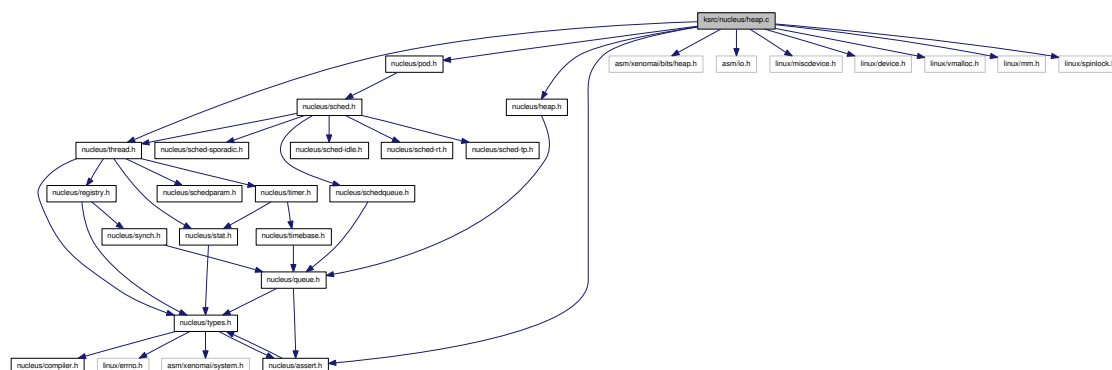 ksrc/nucleus/heap.c
nucleus/pod.h
asm/xenomai/bits/heap.h
asm/io.h
linux/miscdevice.h
linux/device.h
linux/vmalloc.h
linux/mm.h
linux/spinlock.h
nucleus/sched.h
nucleus/heap.h
nucleus/thread.h
nucleus/sched-sporadic.h
nucleus/sched-idle.h
nucleus/sched-rt.h
nucleus/sched-tp.h
nucleus/registry.h
nucleus/schedparam.h
nucleus/timer.h
nucleus/schedqueue.h
nucleus/synch.h
nucleus/stat.h
nucleus/timebase.h
nucleus/queue.h
nucleus/types.h
nucleus/compiler.h
linux/errno.h
asm/xenomai/system.h
nucleus/assert.h